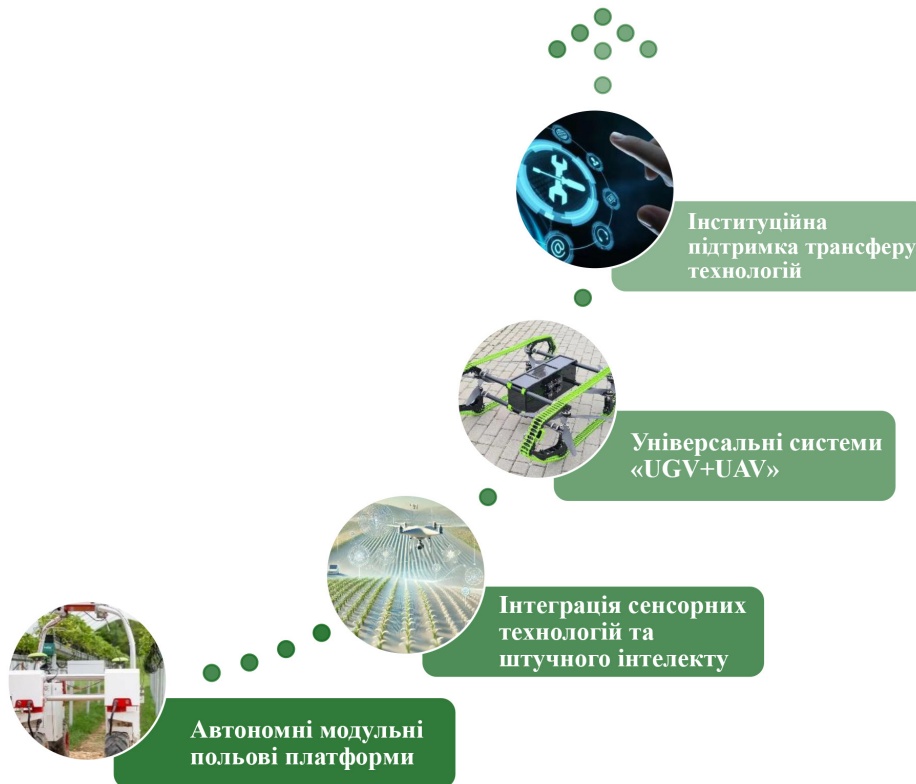 Інституційна
підтримка трансферу
технологій
Універсальні системи
«UGV+UAV»
Інтеграція сенсорних
технологій та
штучного інтелекту
Автономні модульні
польові платформи